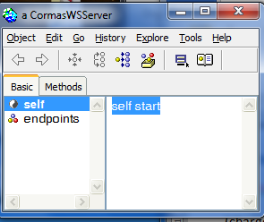 a CormasWSServer
Object Edit Go History Explore Tools Help
Basic Methods
self
endpoints
self start